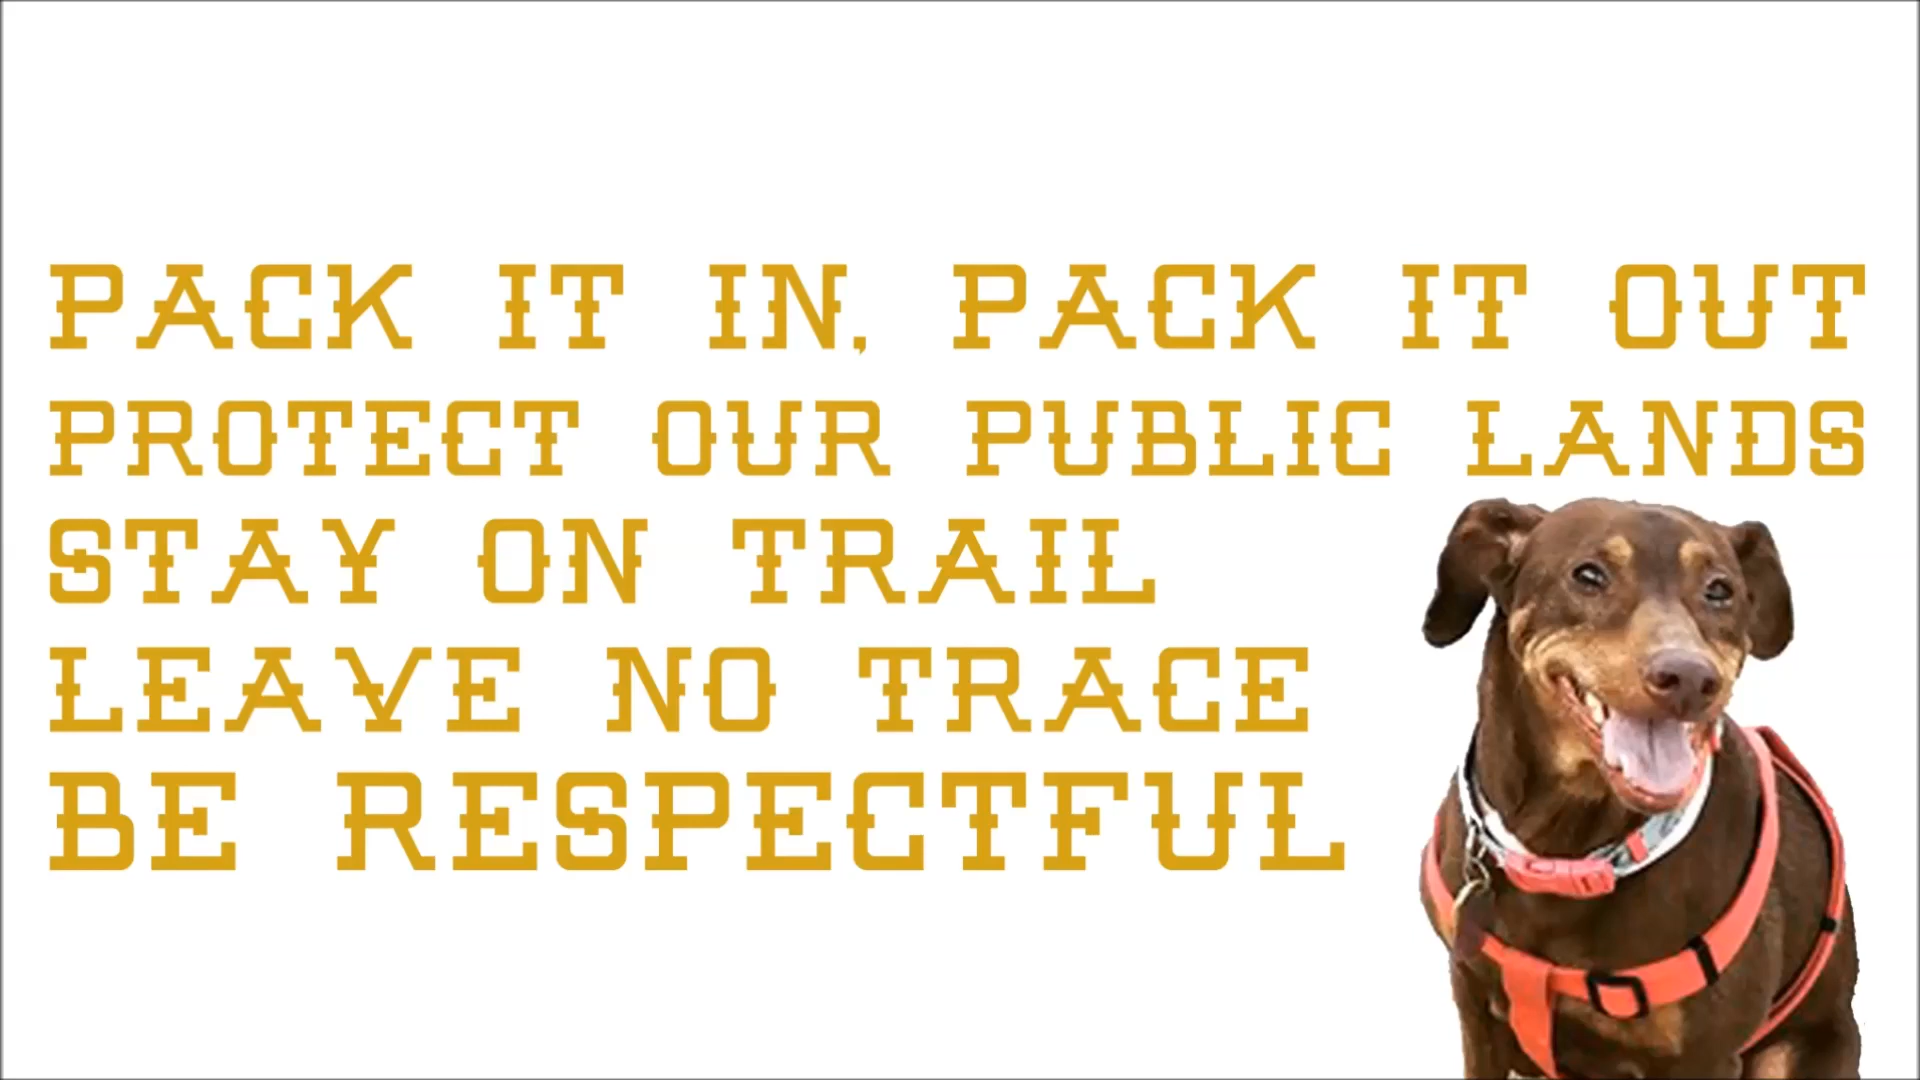 PACK IT IN, PACK IT OUT
PROTECT OUR PUBLIC LANDS
STAY ON TRAIL
LEAVE NO TRACE
BE RESPECTFUL